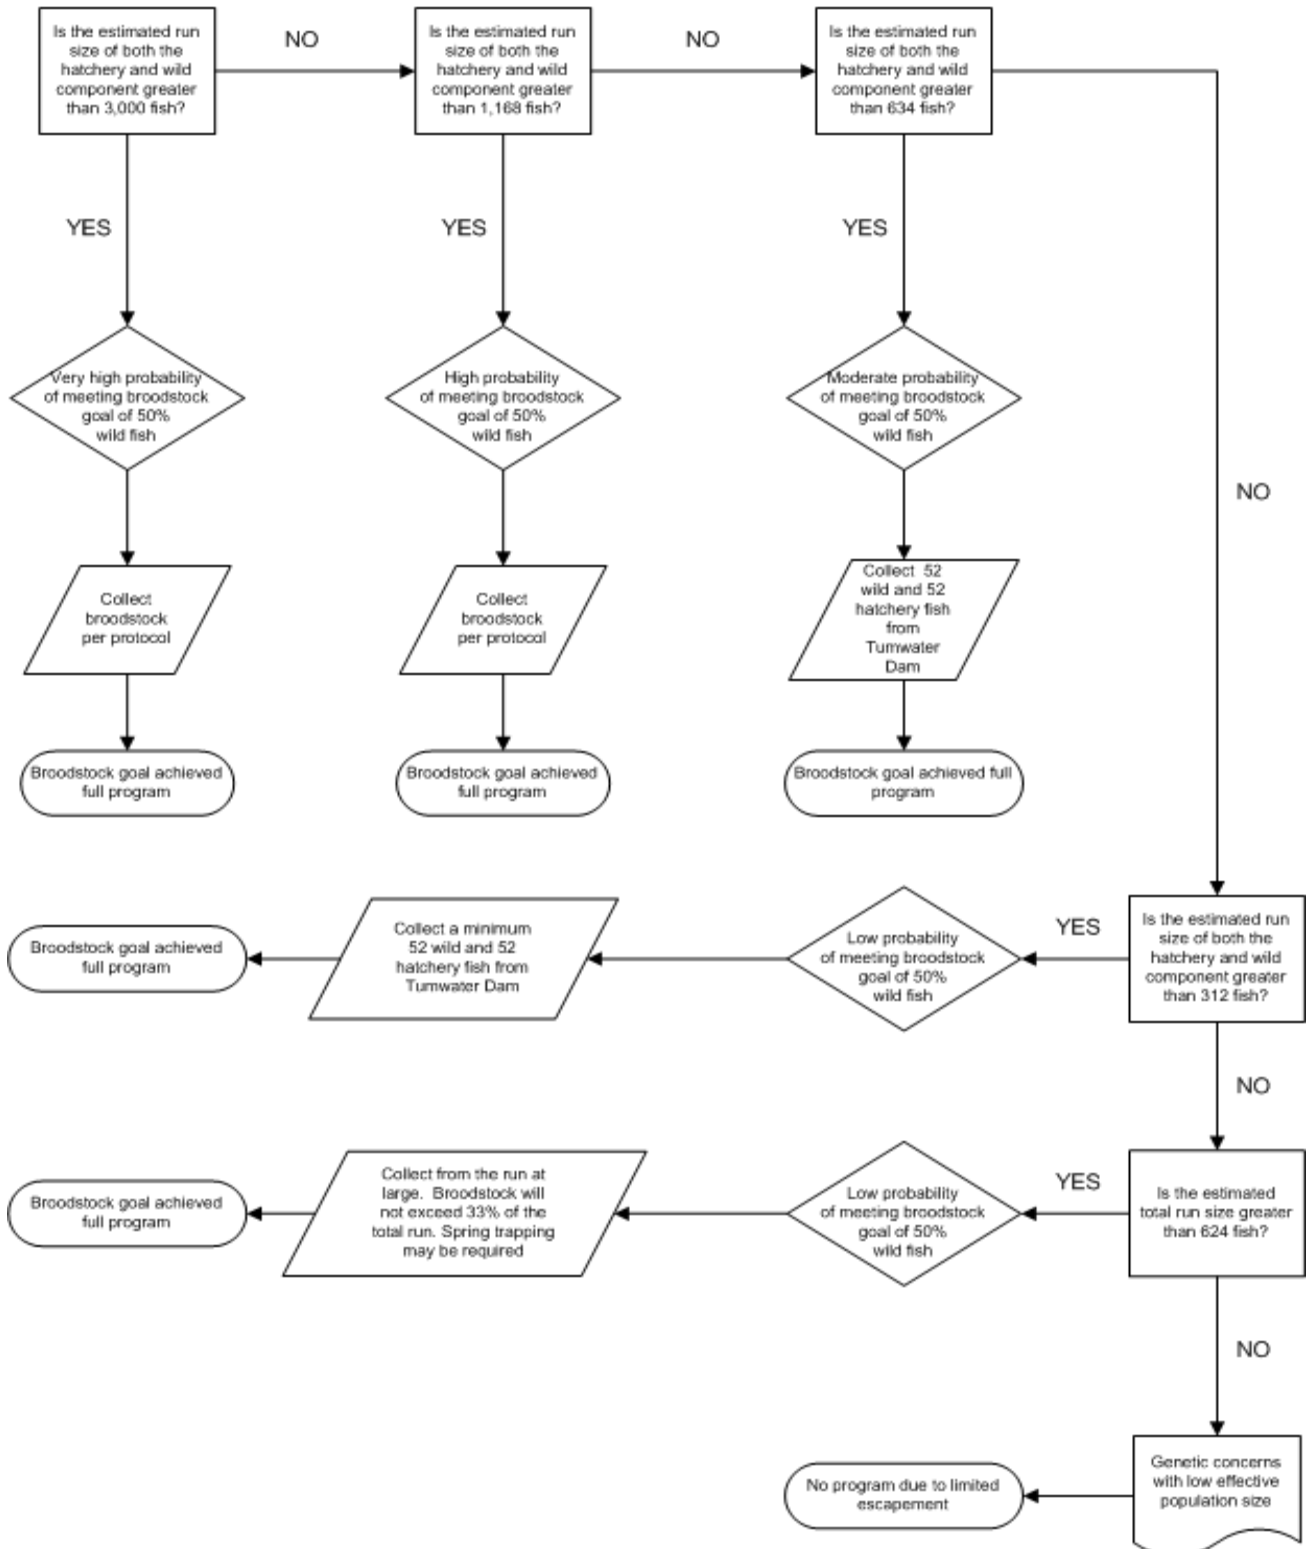 Is the estimated run
size of both the
hatchery and wild
component greater
than 3,000 fish?
NO
Is the estimated run
size of both the
hatchery and wild
component greater
than 1,168 fish?
NO
Is the estimated run
size of both the
hatchery and wild
component greater
than 634 fish?
YES
YES
YES
Very high probability
of meeting broodstock
goal of 50%
wild fish
High probability
of meeting broodstock
goal of 50%
wild fish
Moderate probability
of meeting broodstock
goal of 50%
wild fish
NO
Collect
broodstock
per protocol
Collect
broodstock
per protocol
Collect 52
wild and 52
hatchery fish
from
Tumwater
Dam
Broodstock goal achieved
full program
Broodstock goal achieved
full program
Broodstock goal achieved full
program
Is the estimated run
size of both the
hatchery and wild
component greater
than 312 fish?
YES
Low probability
of meeting broodstock
goal of 50%
wild fish
Collect a minimum
52 wild and 52
hatchery fish from
Tumwater Dam
Broodstock goal achieved
full program
NO
Is the estimated
total run size greater
than 624 fish?
YES
Low probability
of meeting broodstock
goal of 50%
wild fish
Collect from the run at
large. Broodstock will
not exceed 33% of the
total run. Spring trapping
may be required
Broodstock goal achieved
full program
NO
Genetic concerns
with low effective
population size
No program due to limited
escapement